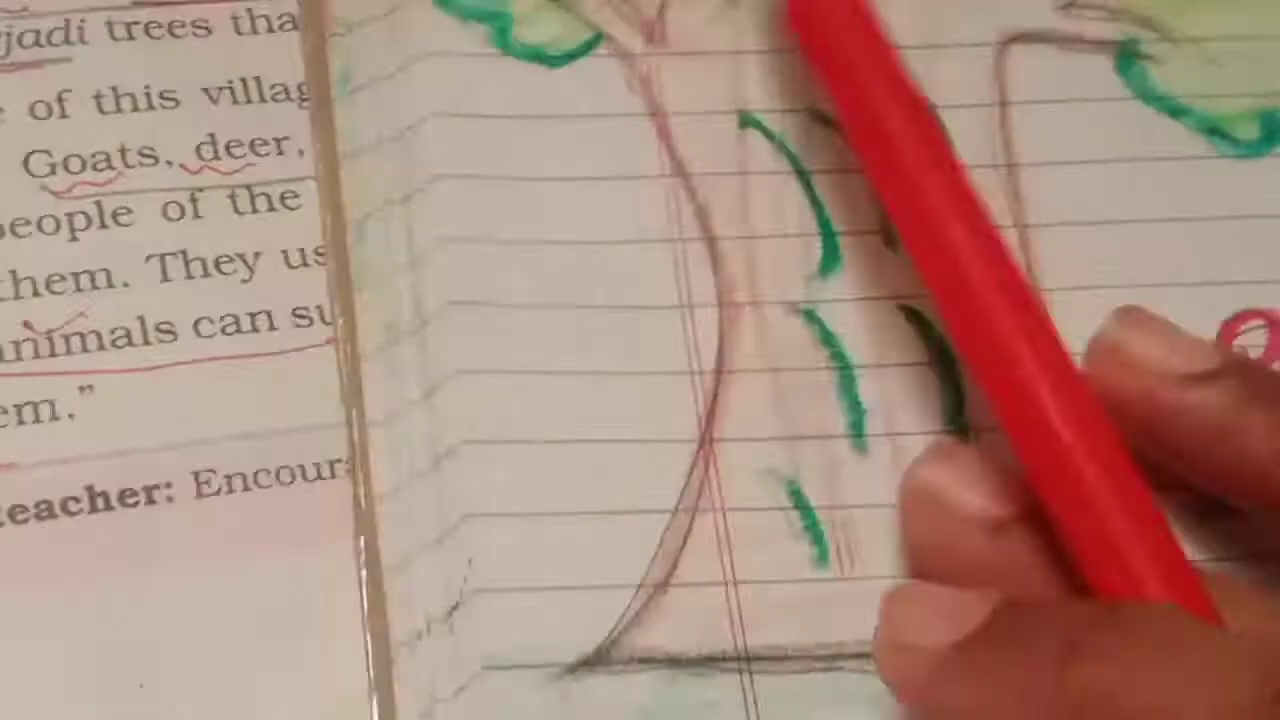 jadi trees tha
e of this villag
Goats, deer,
people of the
them. They us
animals can su
em."
teacher: Encour